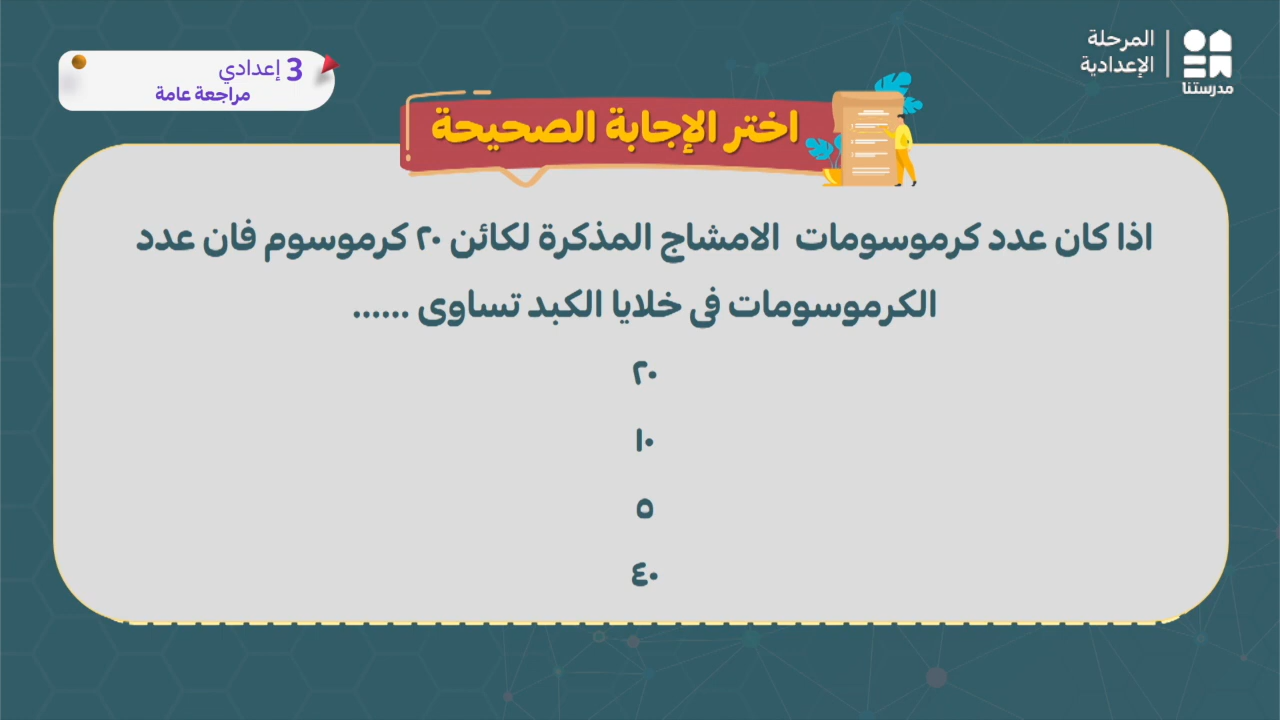 المرحلة
الإعدادية
مدرستنا
3 إعدادي
مراجعة عامة
اختر الإجابة الصحيحة
اذا كان عدد كرموسومات الامشاج المذكرة لكائن ٢٠ كرموسوم فان عدد
الكرموسومات فى خلايا الكبد تساوى ......
٢٠
١٠
٥
٤٠